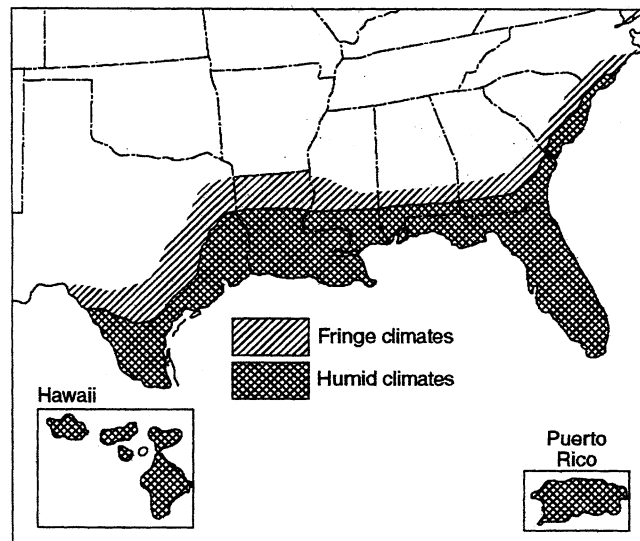 Fringe climates
Humid climates
Hawaii
Puerto
Rico